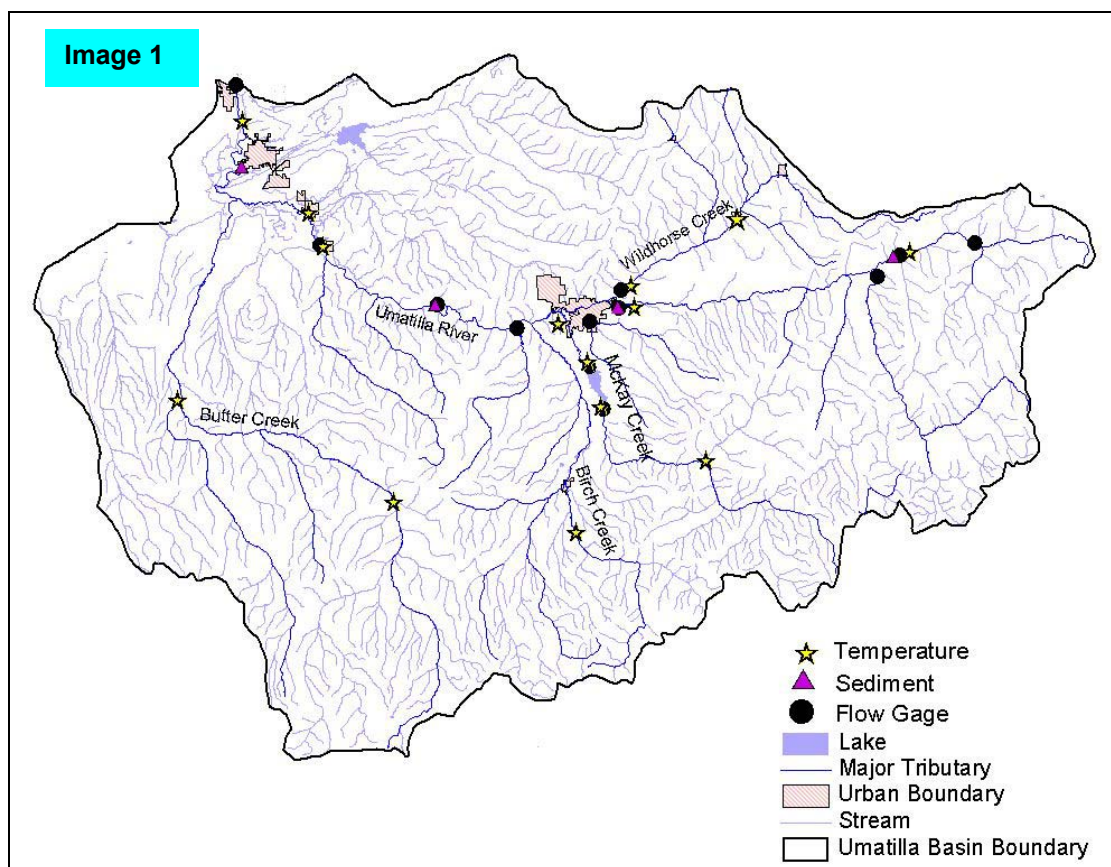 Image 1
Wildhorse Creek
Umatilla River
McKay Creek
Butter Creek
Birch Creek
Temperature
Sediment
Flow Gage
Lake
Major Tributary
Urban Boundary
Stream
Umatilla Basin Boundary